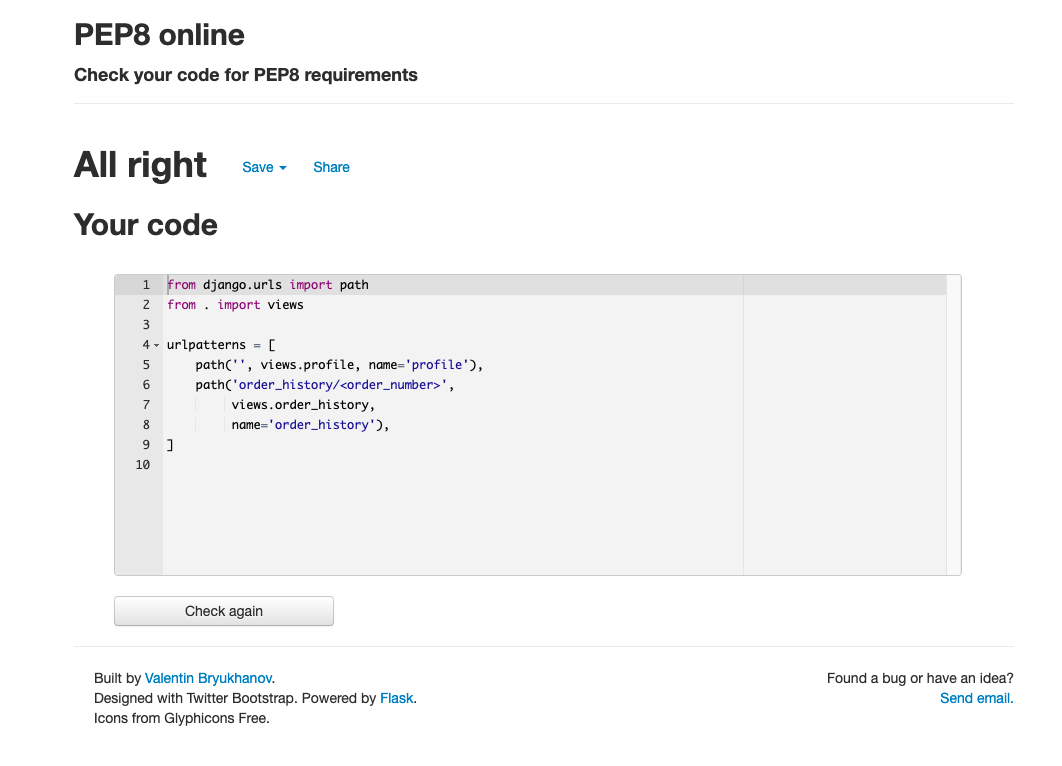 PEP8 online
Check your code for PEP8 requirements
All right Save Share
Your code
1 from django.urls import path
2 from . import views
3
4 urlpatterns = [
5     path('', views.profile, name='profile'),
6     path('order_history/<order_number>',
7          views.order_history,
8          name='order_history'),
9 ]
10
Check again
Built by Valentin Bryukhanov.
Designed with Twitter Bootstrap. Powered by Flask.
Icons from Glyphicons Free.
Found a bug or have an idea?
Send email.